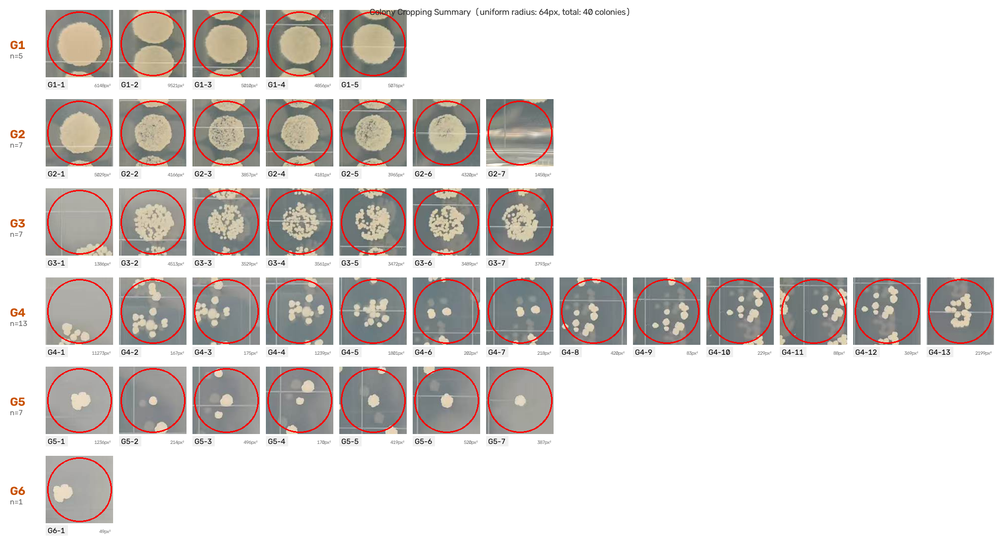 Colony Cropping Summary (uniform radius: 64px, total: 40 colonies)
G1
n=5
G1-1 6148px²
G1-2 9521px²
G1-3 5010px²
G1-4 4856px²
G1-5 5076px²
G2
n=7
G2-1 5029px²
G2-2 4166px²
G2-3 3857px²
G2-4 4181px²
G2-5 3965px²
G2-6 4320px²
G2-7 1458px²
G3
n=7
G3-1 1386px²
G3-2 4513px²
G3-3 3529px²
G3-4 3561px²
G3-5 3472px²
G3-6 3489px²
G3-7 3793px²
G4
n=13
G4-1 11273px²
G4-2 167px²
G4-3 175px²
G4-4 1239px²
G4-5 1801px²
G4-6 202px²
G4-7 218px²
G4-8 420px²
G4-9 83px²
G4-10 229px²
G4-11 88px²
G4-12 369px²
G4-13 2199px²
G5
n=7
G5-1 1236px²
G5-2 214px²
G5-3 496px²
G5-4 170px²
G5-5 419px²
G5-6 520px²
G5-7 387px²
G6
n=1
G6-1 49px²